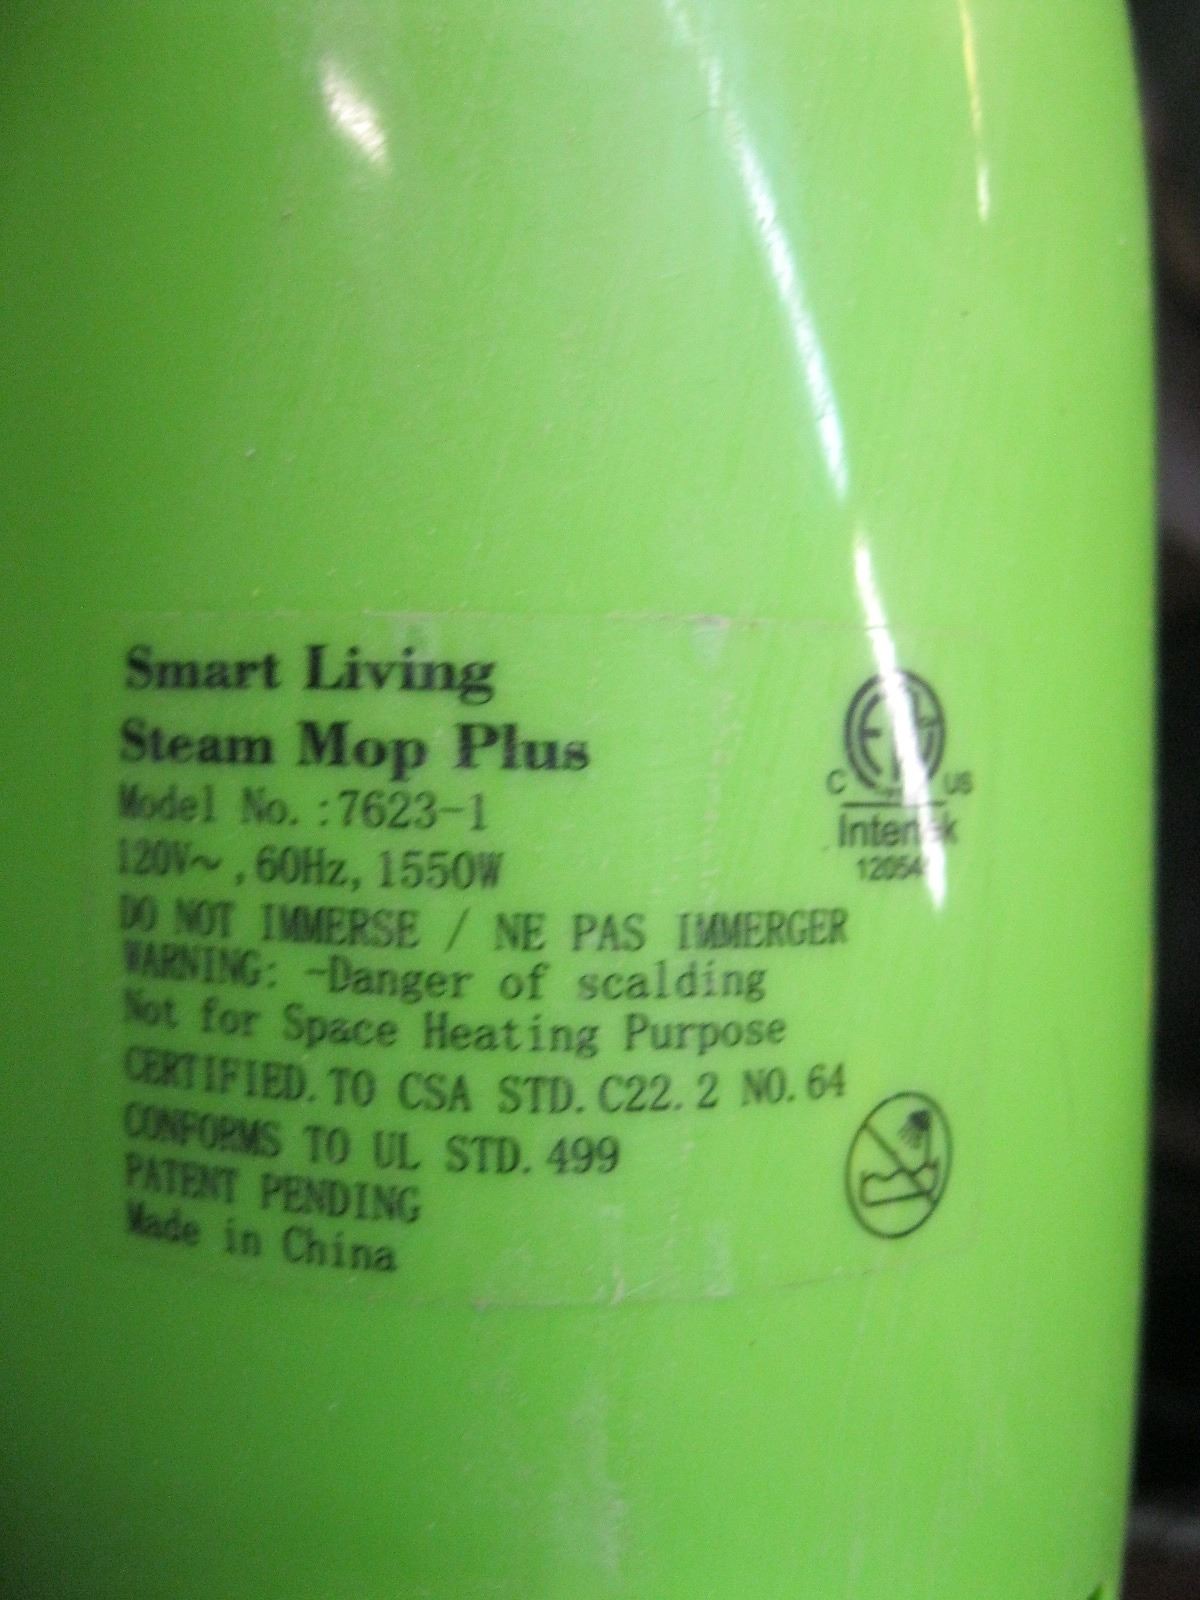 Smart Living
Steam Mop Plus
Model No.:7623-1
120V~,60Hz,1550W
DO NOT IMMERSE / NE PAS IMMERGER
WARNING: -Danger of scalding
Not for Space Heating Purpose
CERTIFIED.TO CSA STD.C22.2 NO.64
CONFORMS TO UL STD.499
PATENT PENDING
Made in China
C US
Intertek